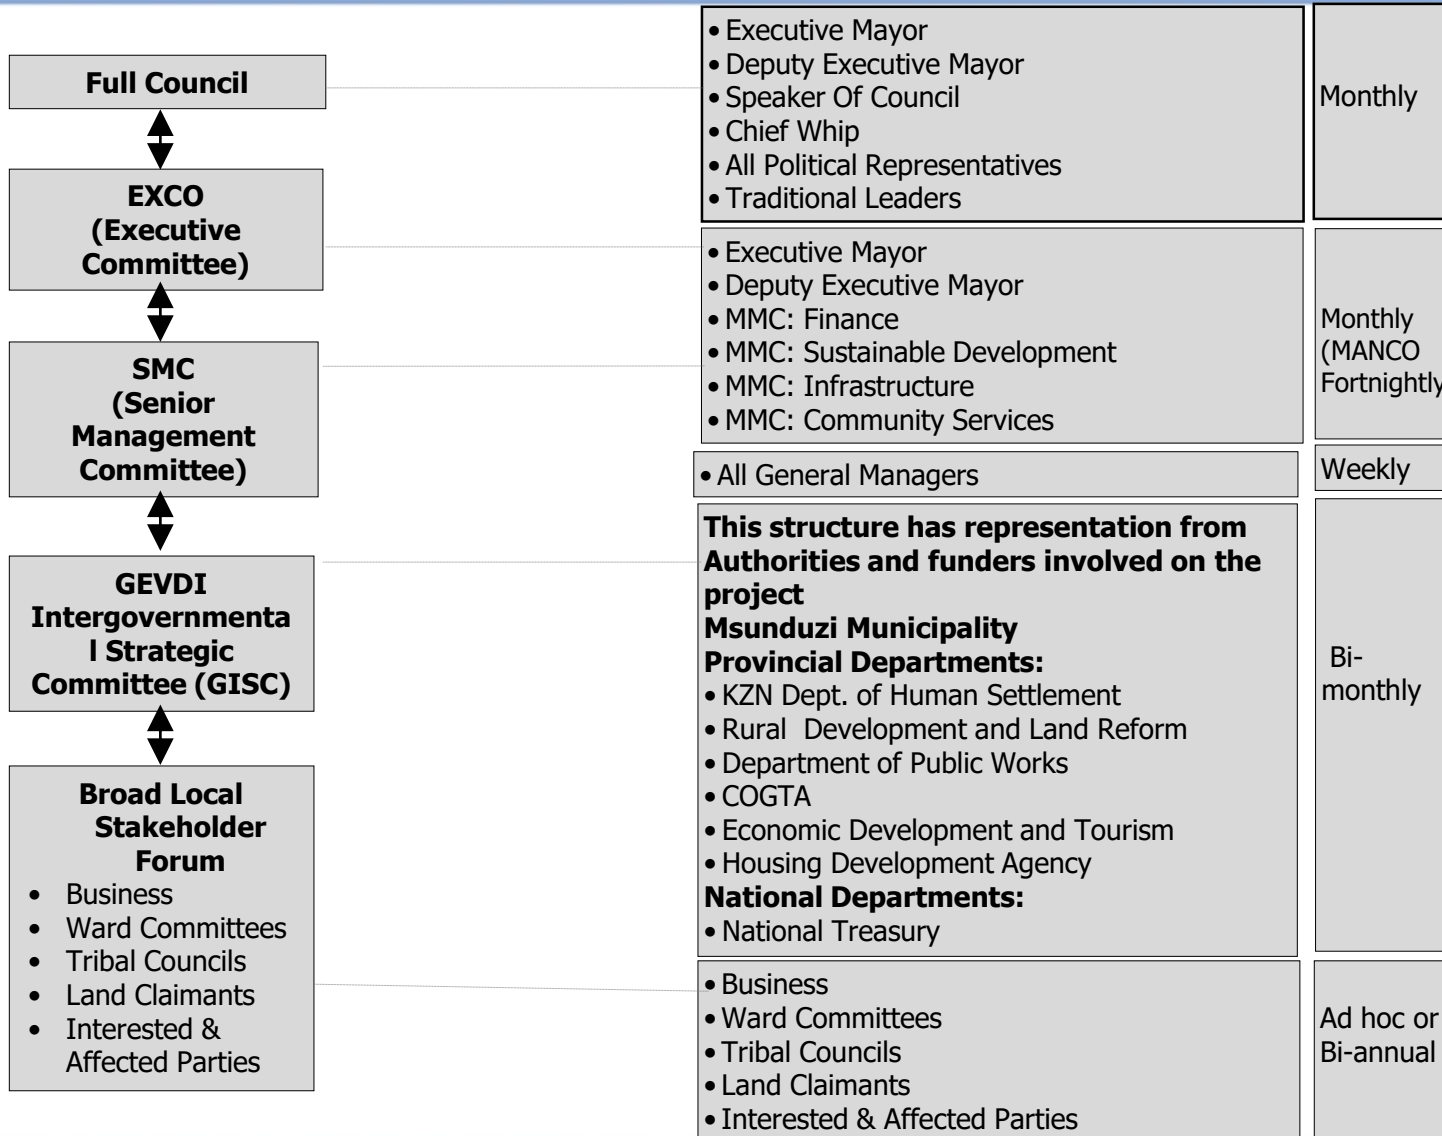 Full Council
EXCO
(Executive
Committee)
SMC
(Senior
Management
Committee)
GEVDI
Intergovernmenta
l Strategic
Committee (GISC)
Broad Local
Stakeholder
Forum
• Business
• Ward Committees
• Tribal Councils
• Land Claimants
• Interested &
Affected Parties
• Executive Mayor
• Deputy Executive Mayor
• Speaker Of Council
• Chief Whip
• All Political Representatives
• Traditional Leaders
Monthly
• Executive Mayor
• Deputy Executive Mayor
• MMC: Finance
• MMC: Sustainable Development
• MMC: Infrastructure
• MMC: Community Services
Monthly
(MANCO
Fortnightly
• All General Managers
Weekly
This structure has representation from
Authorities and funders involved on the
project
Msunduzi Municipality
Provincial Departments:
• KZN Dept. of Human Settlement
• Rural Development and Land Reform
• Department of Public Works
• COGTA
• Economic Development and Tourism
• Housing Development Agency
National Departments:
• National Treasury
Bi-
monthly
• Business
• Ward Committees
• Tribal Councils
• Land Claimants
• Interested & Affected Parties
Ad hoc or
Bi-annual